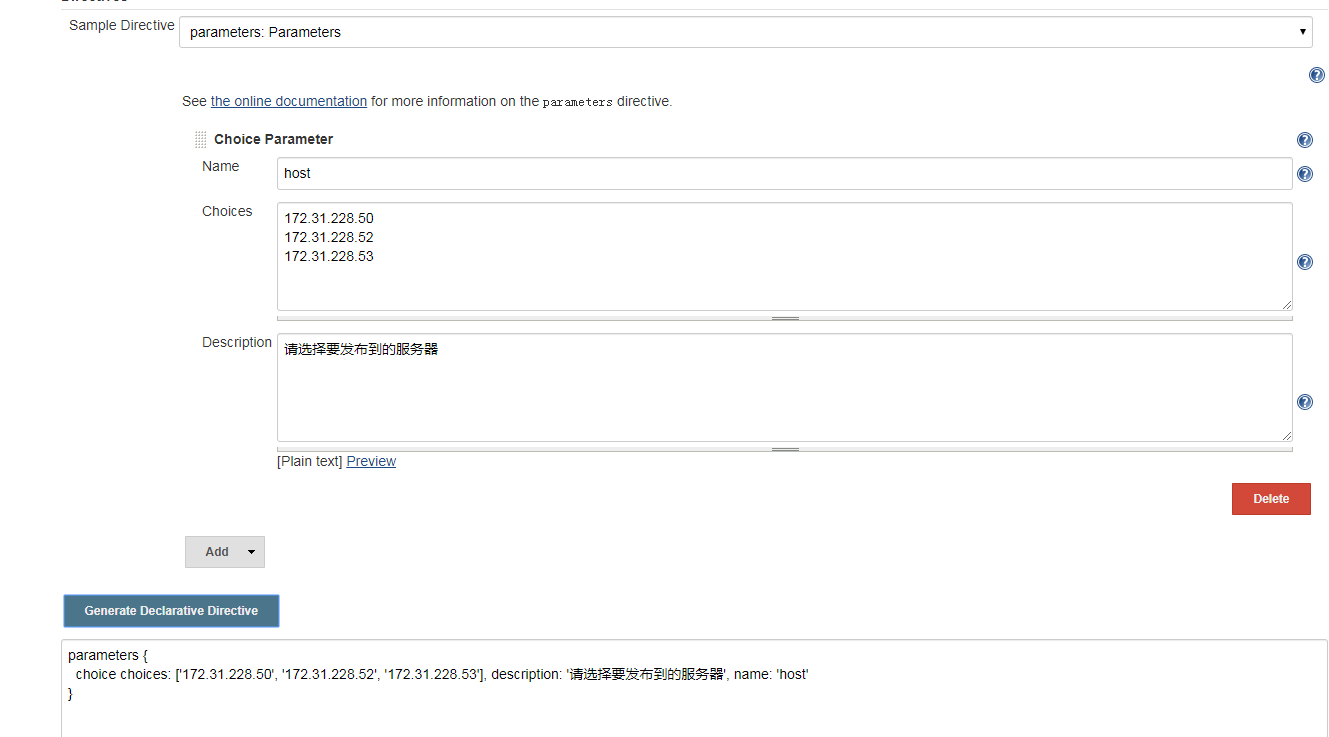 Directives
Sample Directive
parameters: Parameters
See the online documentation for more information on the parameters directive.
Choice Parameter
Name
host
Choices
172.31.228.50
172.31.228.52
172.31.228.53
Description
请选择要发布到的服务器
[Plain text] Preview
Delete
Add
Generate Declarative Directive
parameters {
  choice choices: ['172.31.228.50', '172.31.228.52', '172.31.228.53'], description: '请选择要发布到的服务器', name: 'host'
}